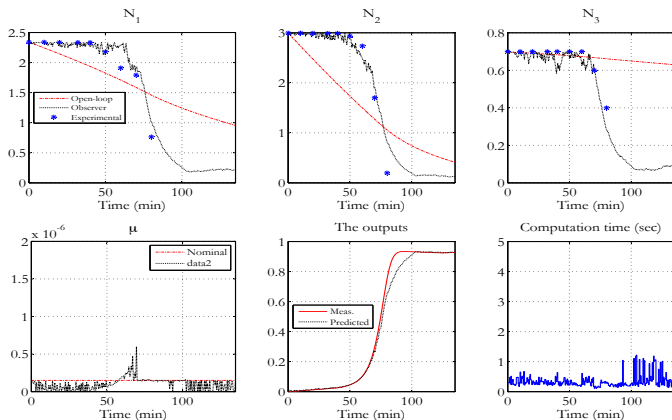 N1
N2
N3
2.5
2
1.5
1
0.5
0
Open-loop
Observer
Experimental
0
50
100
Time (min)
3
2
1
0
0
50
100
Time (min)
0.8
0.6
0.4
0.2
0
0
50
100
Time (min)
μ
The outputs
Computation time (sec)
x 10-6
1.5
1
0.5
0
Nominal
data2
0
50
100
Time (min)
1
0.8
0.6
0.4
0.2
0
Meas.
Predicted
0
50
100
Time (min)
5
4
3
2
1
0
0
50
100
Time (min)